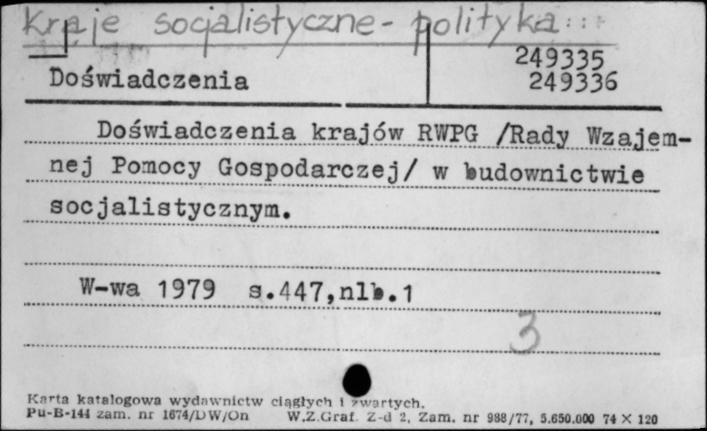 Kraje socjalistyczne - polityka
249335
Doświadczenia 249336
Doświadczenia krajów RWPG /Rady Wzajem-
nej Pomocy Gospodarczej/ w budownictwie
socjalistycznym.
W-wa 1979 s.447,nlb.1
3
Karta katalogowa wydawnictw ciągłych i zwartych.
Pu-B-144 zam. nr 1674/DW/On W.Z.Graf. Z-d 2, Zam. nr 988/77, 5.650.000 74 X 120